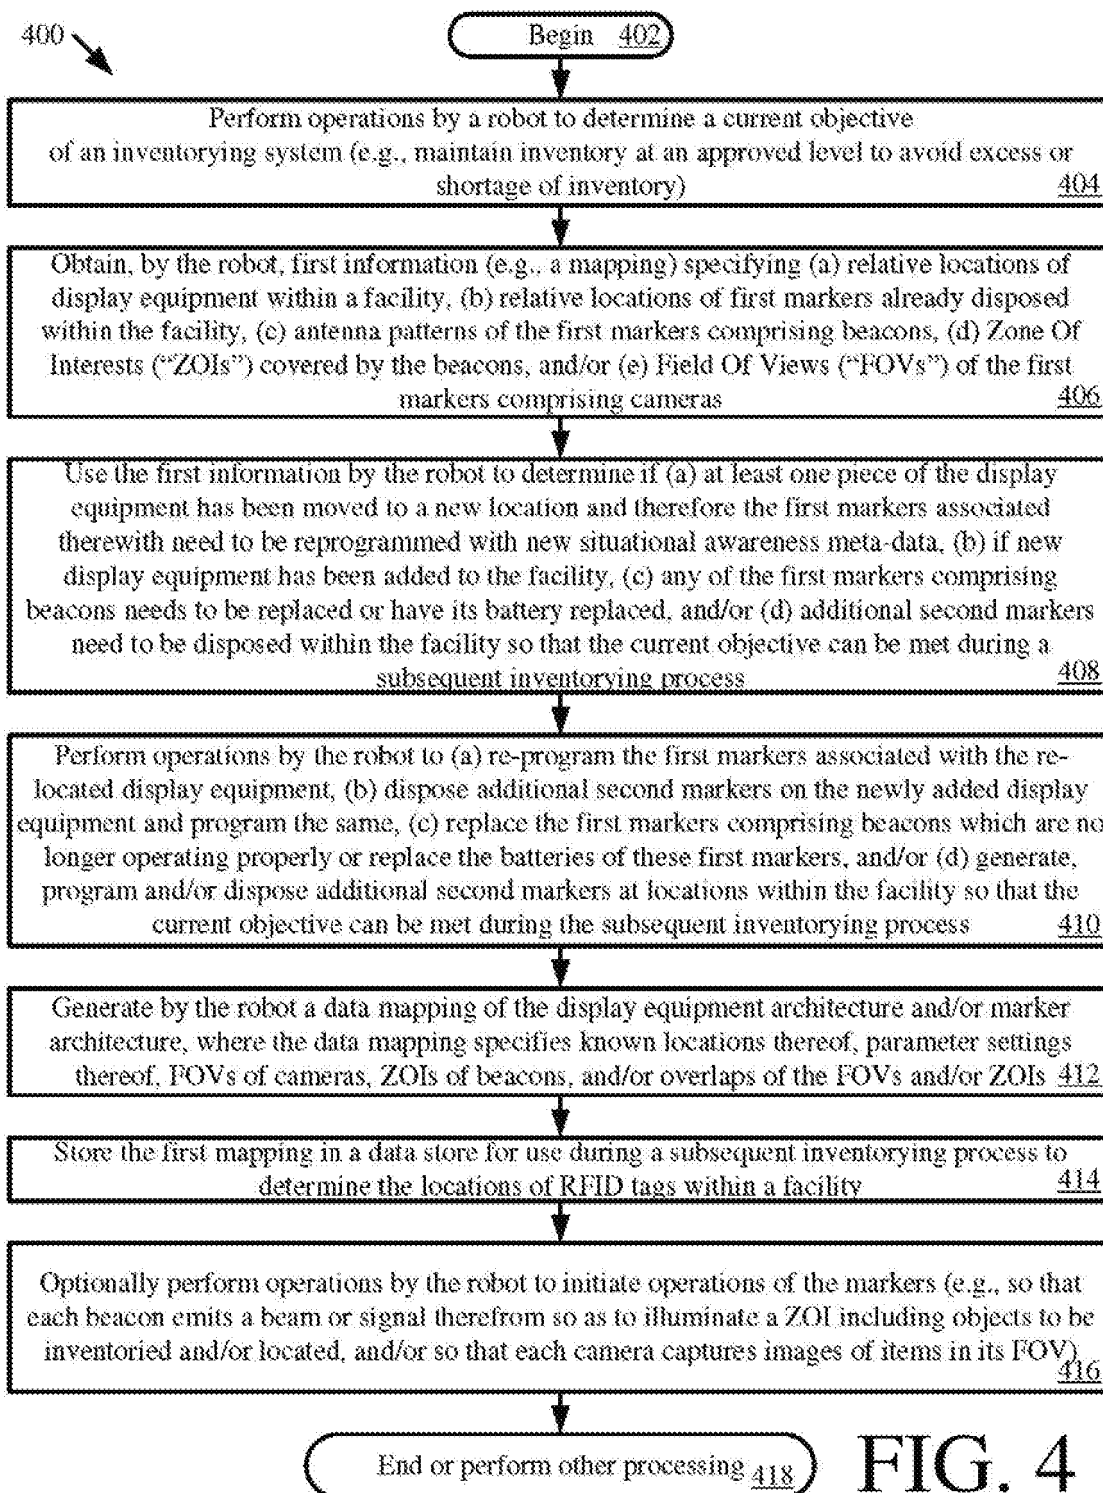 400
Begin 402
Perform operations by a robot to determine a current objective
of an inventorying system (e.g., maintain inventory at an approved level to avoid excess or
shortage of inventory) 404
Obtain, by the robot, first information (e.g., a mapping) specifying (a) relative locations of
display equipment within a facility, (b) relative locations of first markers already disposed
within the facility, (c) antenna patterns of the first markers comprising beacons, (d) Zone Of
Interests (“ZOIs”) covered by the beacons, and/or (e) Field Of Views (“FOVs”) of the first
markers comprising cameras 406
Use the first information by the robot to determine if (a) at least one piece of the display
equipment has been moved to a new location and therefore the first markers associated
therewith need to be reprogrammed with new situational awareness meta-data, (b) if new
display equipment has been added to the facility, (c) any of the first markers comprising
beacons needs to be replaced or have its battery replaced, and/or (d) additional second markers
need to be disposed within the facility so that the current objective can be met during a
subsequent inventorying process 408
Perform operations by the robot to (a) re-program the first markers associated with the re-
located display equipment, (b) dispose additional second markers on the newly added display
equipment and program the same, (c) replace the first markers comprising beacons which are no
longer operating properly or replace the batteries of these first markers, and/or (d) generate,
program and/or dispose additional second markers at locations within the facility so that the
current objective can be met during the subsequent inventorying process 410
Generate by the robot a data mapping of the display equipment architecture and/or marker
architecture, where the data mapping specifies known locations thereof, parameter settings
thereof, FOVs of cameras, ZOIs of beacons, and/or overlaps of the FOVs and/or ZOIs 412
Store the first mapping in a data store for use during a subsequent inventorying process to
determine the locations of RFID tags within a facility 414
Optionally perform operations by the robot to initiate operations of the markers (e.g., so that
each beacon emits a beam or signal therefrom so as to illuminate a ZOI including objects to be
inventoried and/or located, and/or so that each camera captures images of items in its FOV)
416
End or perform other processing 418
FIG. 4